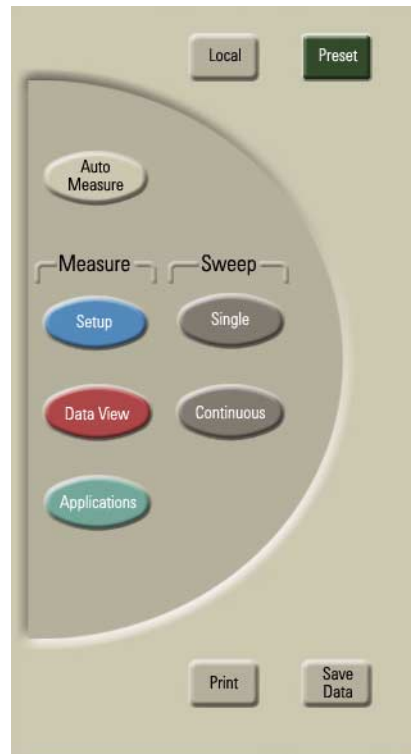 Local
Preset
Auto
Measure
Measure
Sweep
Setup
Single
Data View
Continuous
Applications
Print
Save
Data